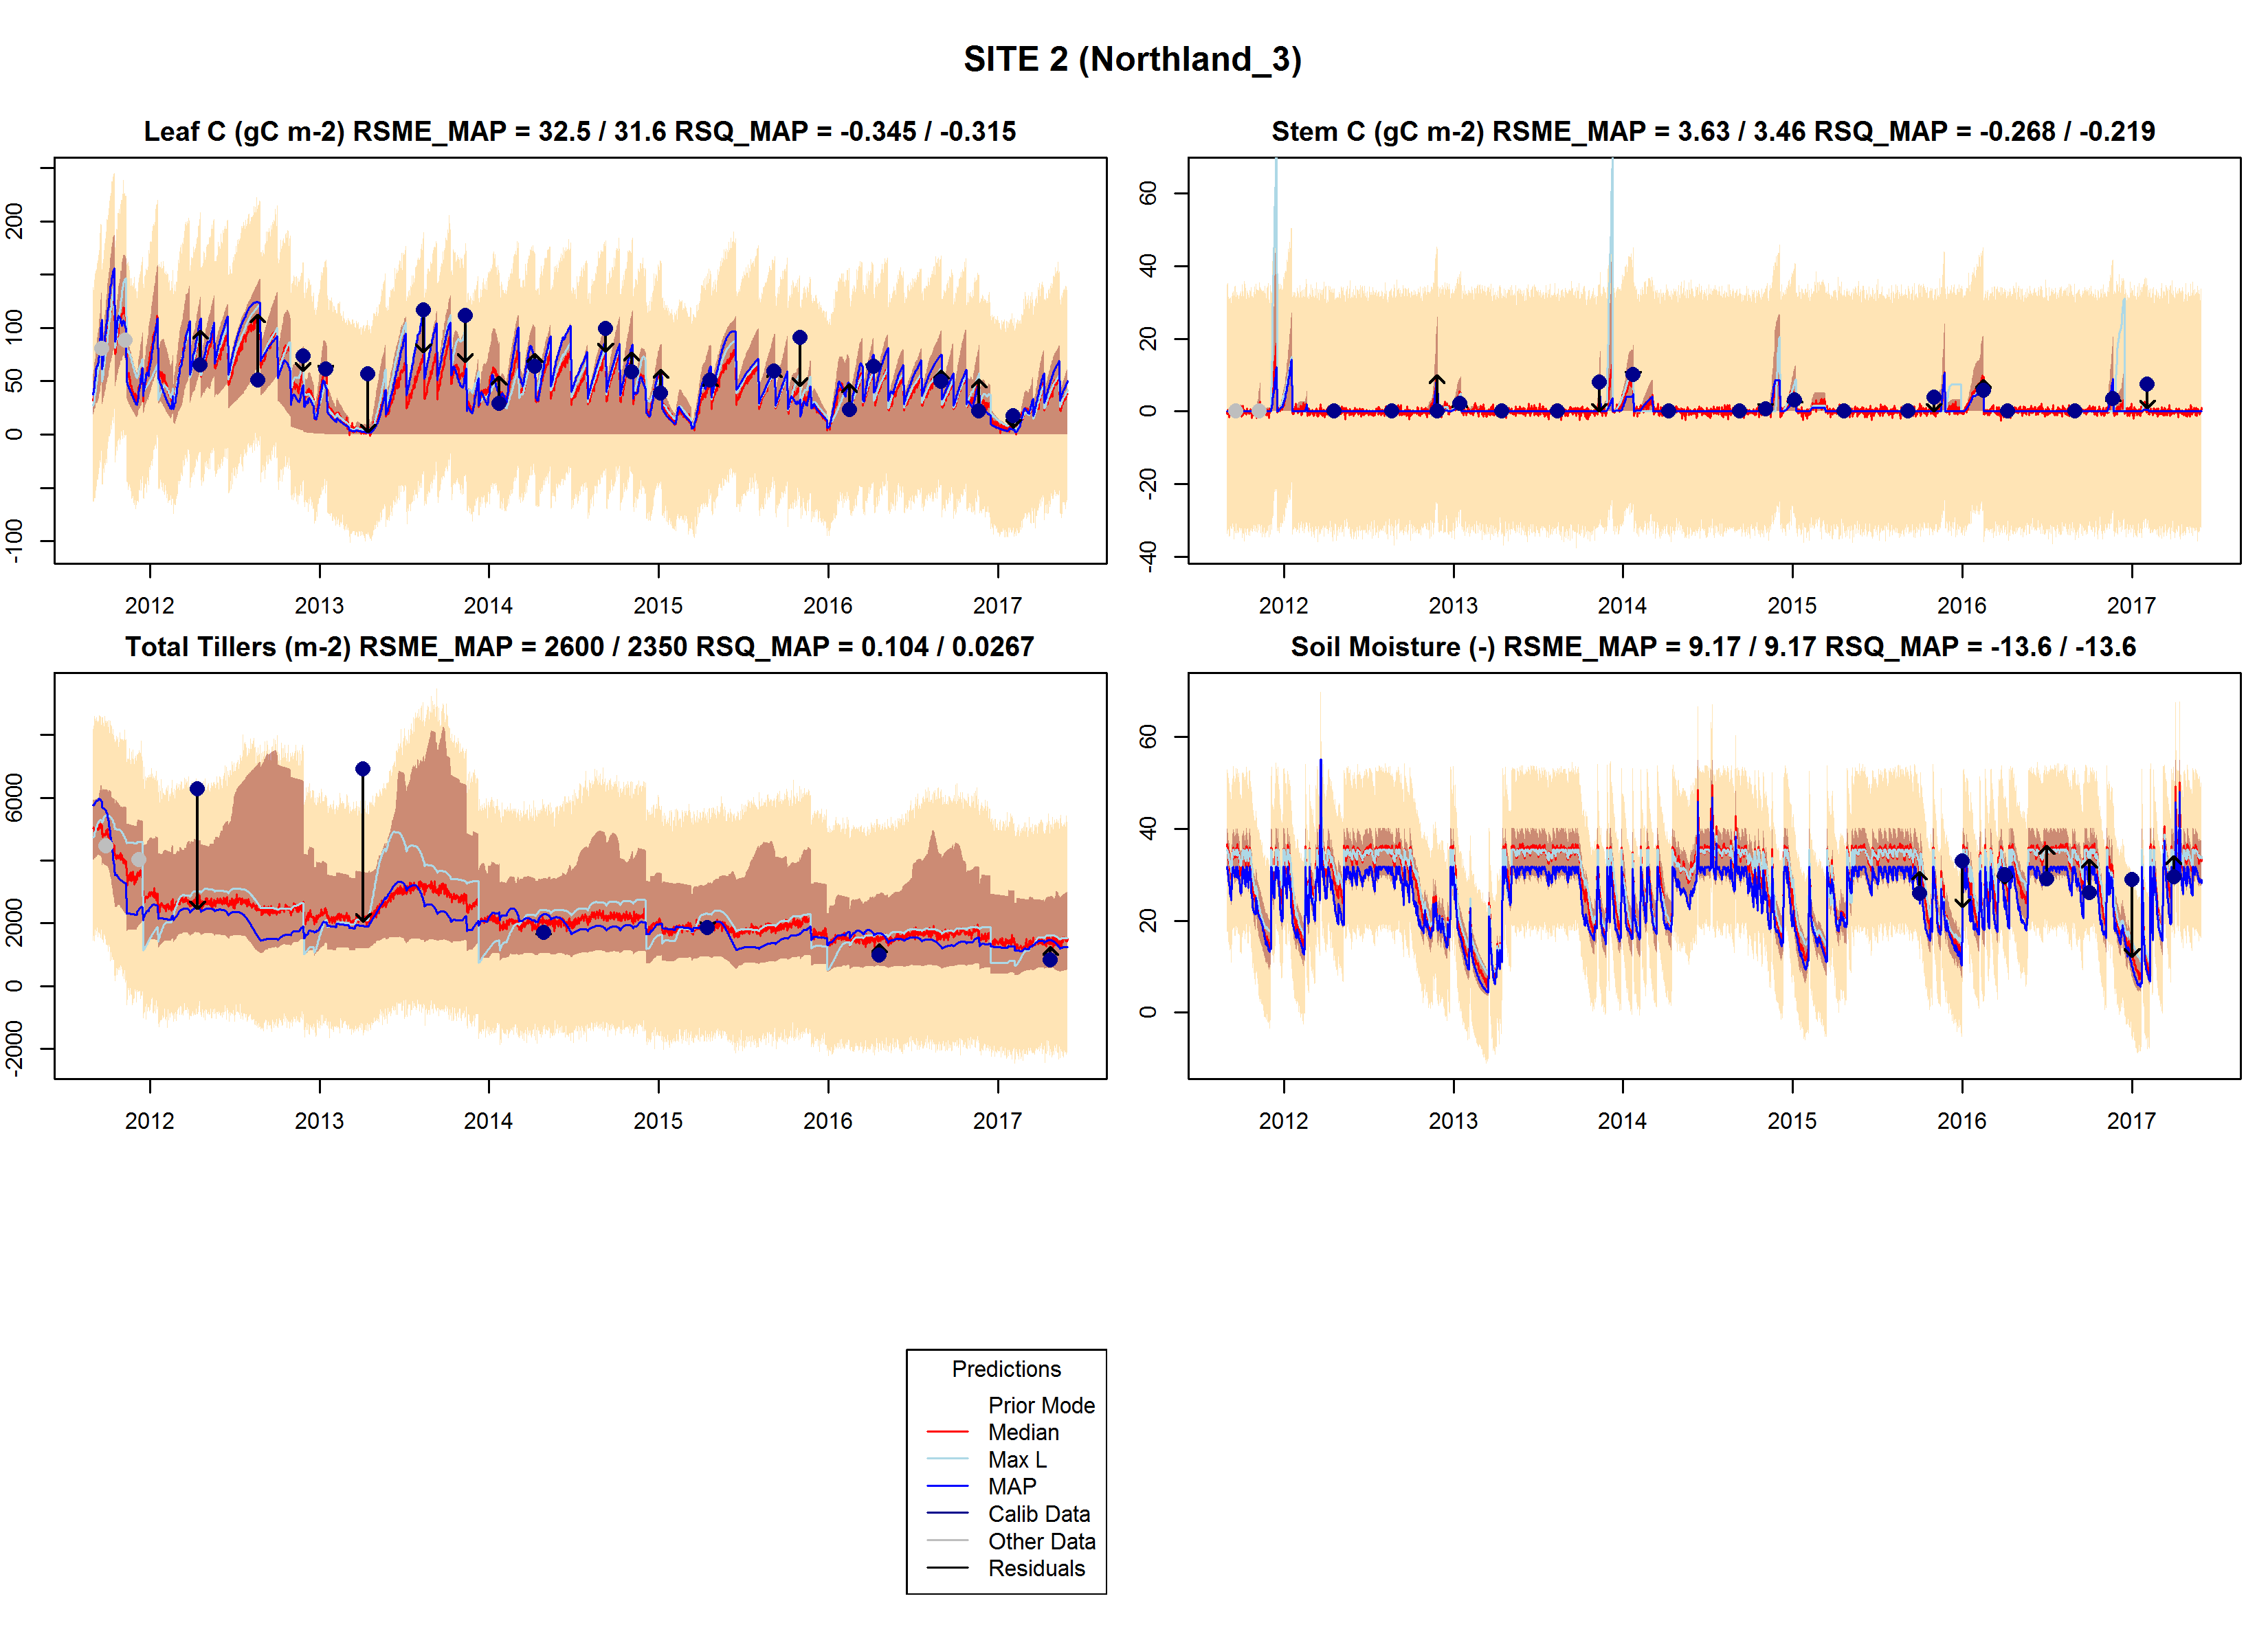 SITE 2 (Northland_3)
Leaf C (gC m-2) RSME_MAP = 32.5 / 31.6 RSQ_MAP = -0.345 / -0.315
200
100
50
0
-100
2012 2013 2014 2015 2016 2017
Stem C (gC m-2) RSME_MAP = 3.63 / 3.46 RSQ_MAP = -0.268 / -0.219
60
40
20
0
-20
-40
2012 2013 2014 2015 2016 2017
Total Tillers (m-2) RSME_MAP = 2600 / 2350 RSQ_MAP = 0.104 / 0.0267
6000
2000
0
-2000
2012 2013 2014 2015 2016 2017
Soil Moisture (-) RSME_MAP = 9.17 / 9.17 RSQ_MAP = -13.6 / -13.6
60
40
20
0
2012 2013 2014 2015 2016 2017
Predictions
Prior Mode
Median
Max L
MAP
Calib Data
Other Data
Residuals